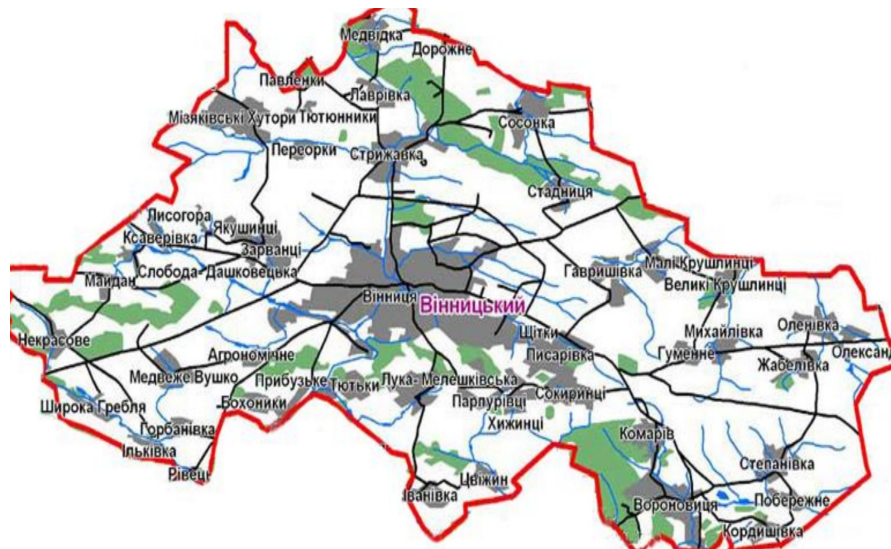 Медвідка
Дорожне
Павленки
Лаврівка
Мізяківські Хутори
Тютюнники
Сосонка
Переорки
Стрижавка
Стадниця
Лисогора
Якушинці
Ксаверівка
Зарванці
Майдан
Слобода-Дашковецька
Гавришівка
Малі Крушлинці
Великі Крушлинці
Вінниця
Вінницький
Некрасове
Щітки
Михайлівка
Оленівка
Олександ
Агрономічне
Писарівка
Гуменне
Жабелівка
Медвеже Вушко
Прибузьке
Тютьки
Лука- Мелешківська
Сокиринці
Широка Гребля
Бохоники
Парпурівці
Горбанівка
Хижинці
Комарів
Ільківка
Рівець
Цвіжин
Степанівка
Іванівка
Вороновиця
Побережне
Кордишівка